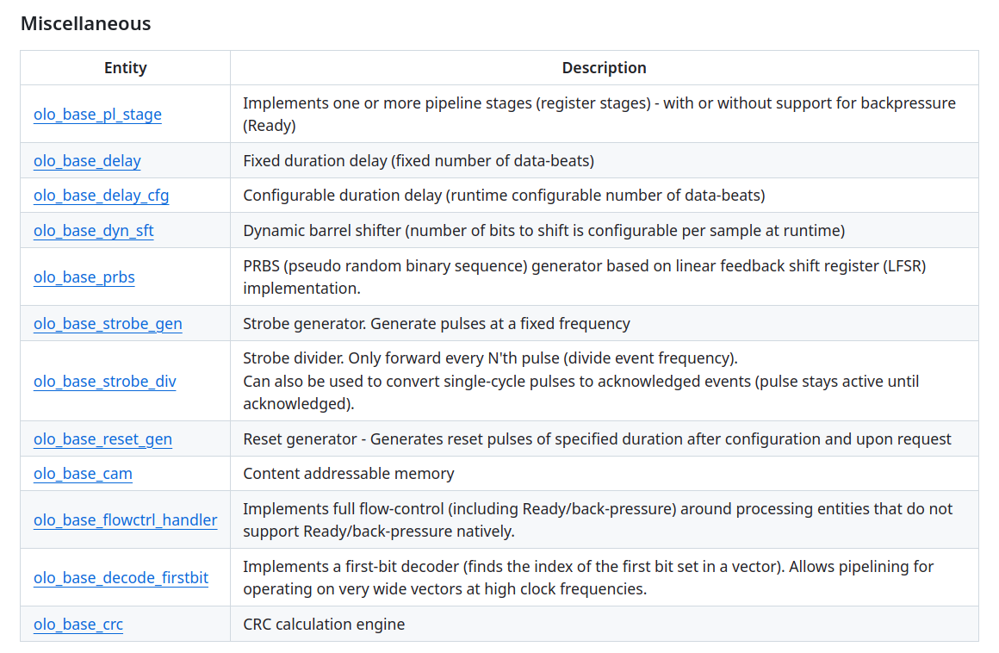 Miscellaneous
Entity
Description
olo_base_pl_stage
Implements one or more pipeline stages (register stages) - with or without support for backpressure
(Ready)
olo_base_delay
Fixed duration delay (fixed number of data-beats)
olo_base_delay_cfg
Configurable duration delay (runtime configurable number of data-beats)
olo_base_dyn_sft
Dynamic barrel shifter (number of bits to shift is configurable per sample at runtime)
olo_base_prbs
PRBS (pseudo random binary sequence) generator based on linear feedback shift register (LFSR)
implementation.
olo_base_strobe_gen
Strobe generator. Generate pulses at a fixed frequency
olo_base_strobe_div
Strobe divider. Only forward every N'th pulse (divide event frequency).
Can also be used to convert single-cycle pulses to acknowledged events (pulse stays active until
acknowledged).
olo_base_reset_gen
Reset generator - Generates reset pulses of specified duration after configuration and upon request
olo_base_cam
Content addressable memory
olo_base_flowctrl_handler
Implements full flow-control (including Ready/back-pressure) around processing entities that do not
support Ready/back-pressure natively.
olo_base_decode_firstbit
Implements a first-bit decoder (finds the index of the first bit set in a vector). Allows pipelining for
operating on very wide vectors at high clock frequencies.
olo_base_crc
CRC calculation engine